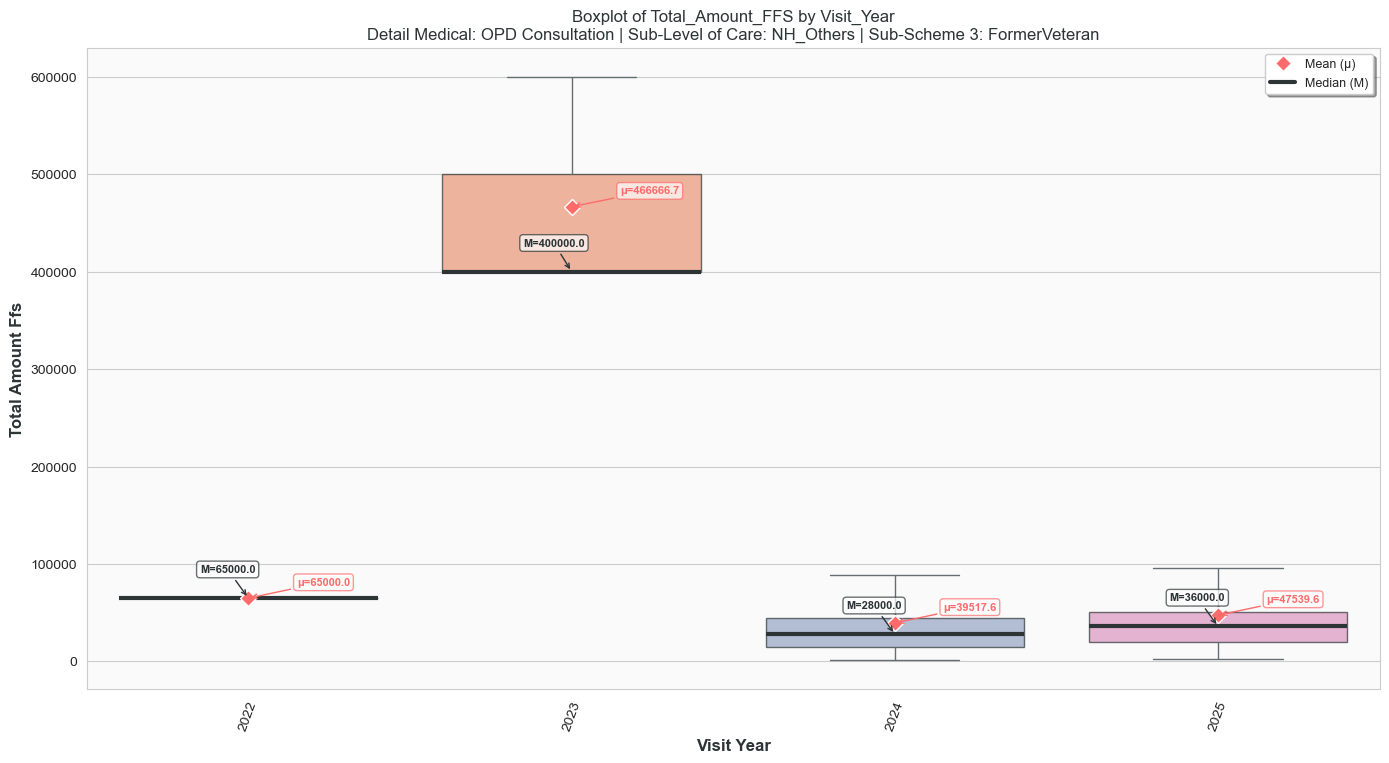 Boxplot of Total_Amount_FFS by Visit_Year
Detail Medical: OPD Consultation | Sub-Level of Care: NH_Others | Sub-Scheme 3: FormerVeteran
Mean (μ)
Median (M)
Total Amount Ffs
600000
500000
400000
300000
200000
100000
0
μ=466666.7
M=400000.0
M=65000.0
μ=65000.0
M=28000.0
μ=39517.6
M=36000.0
μ=47539.6
2022
2023
2024
2025
Visit Year